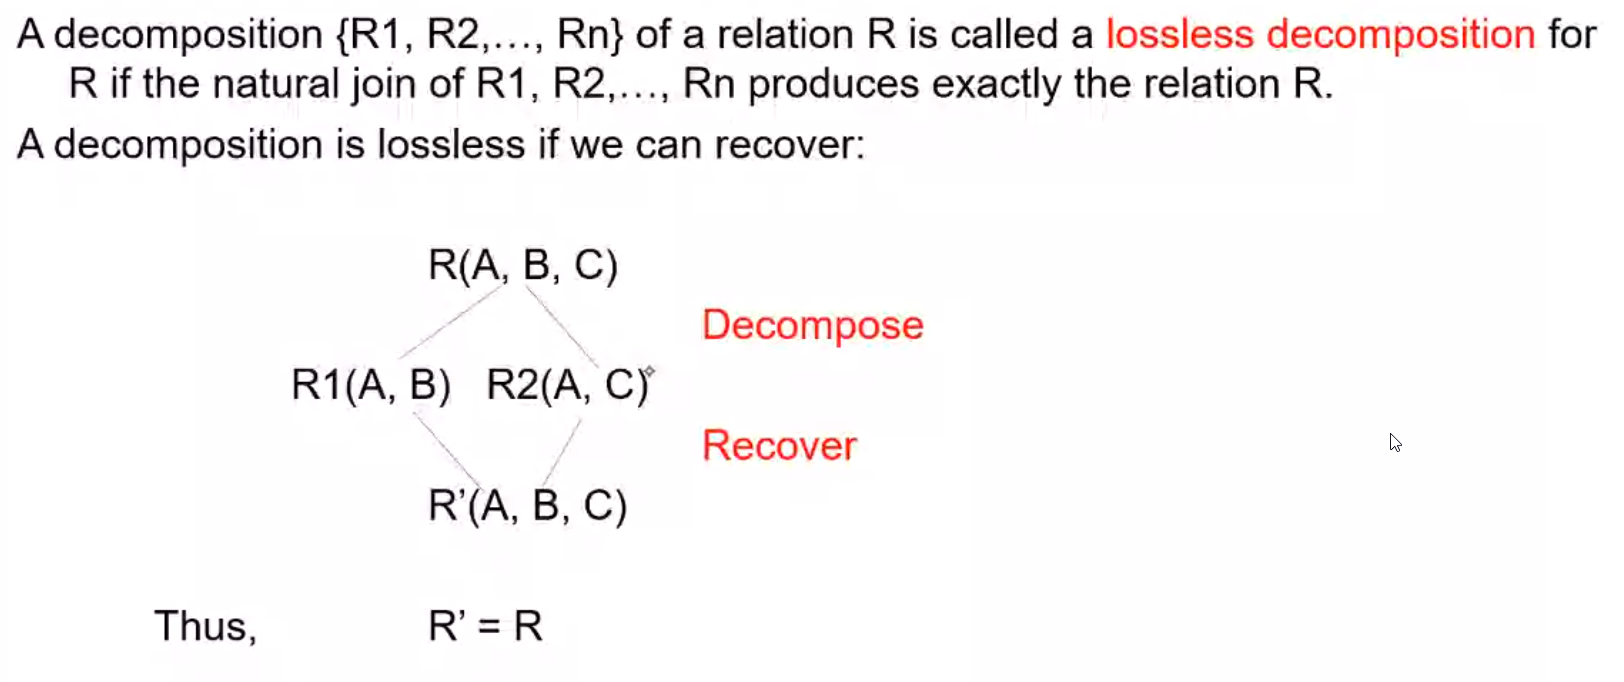 A decomposition {R1, R2,..., Rn} of a relation R is called a lossless decomposition for
R if the natural join of R1, R2,..., Rn produces exactly the relation R.
A decomposition is lossless if we can recover:
R(A, B, C)
Decompose
R1(A, B) R2(A, C)
Recover
R’(A, B, C)
Thus, R’ = R